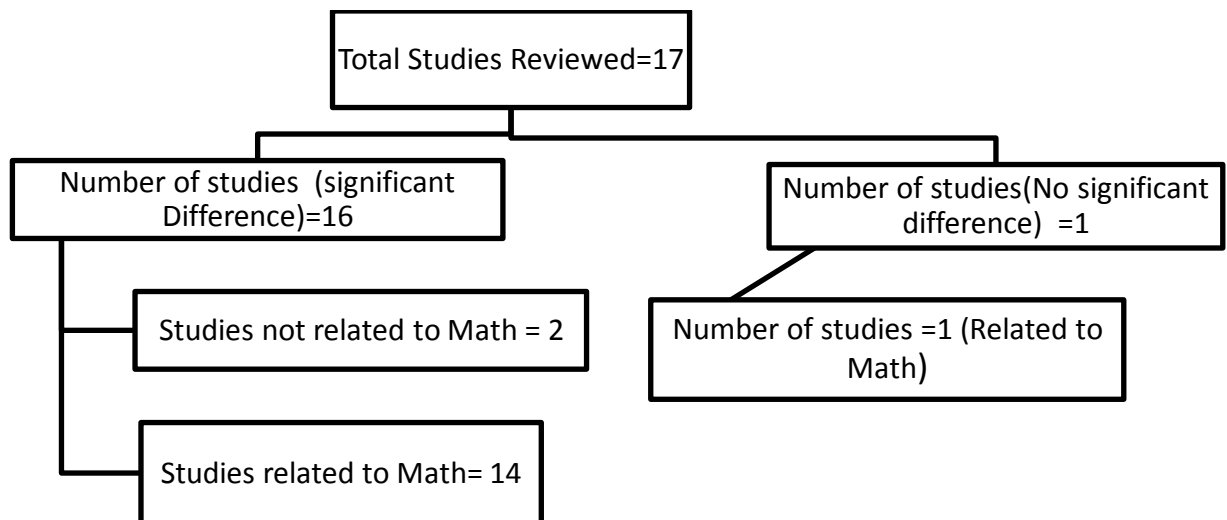 Total Studies Reviewed=17
Number of studies (significant
Difference)=16
Number of studies(No significant
difference) =1
Studies not related to Math = 2
Number of studies =1 (Related to
Math)
Studies related to Math= 14